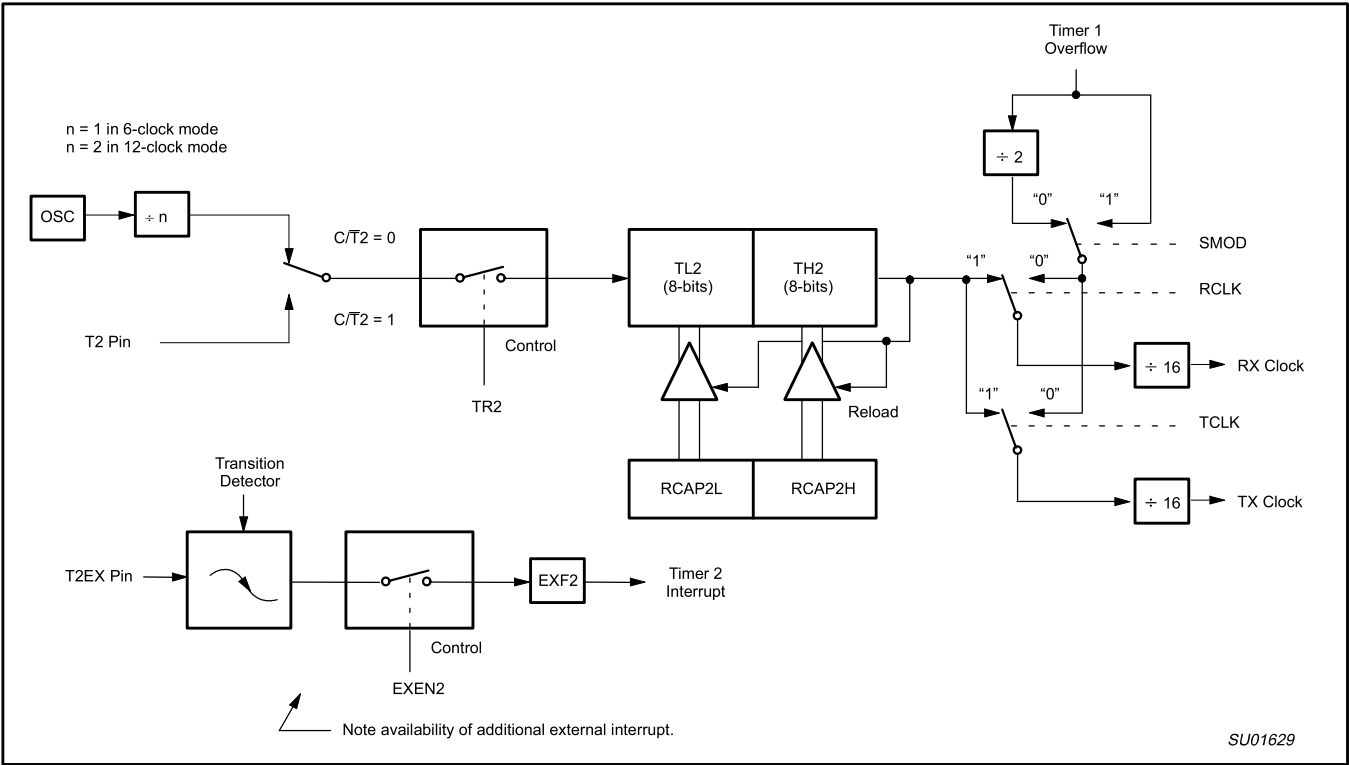 Timer 1
Overflow
n = 1 in 6-clock mode
n = 2 in 12-clock mode
÷ 2
OSC
÷ n
"0"
"1"
C/T̅2 = 0
SMOD
TL2
(8-bits)
TH2
(8-bits)
"1"
"0"
RCLK
C/T̅2 = 1
T2 Pin
Control
÷ 16
RX Clock
TR2
Reload
"1"
"0"
TCLK
Transition
Detector
RCAP2L
RCAP2H
÷ 16
TX Clock
T2EX Pin
EXF2
Timer 2
Interrupt
Control
EXEN2
Note availability of additional external interrupt.
SU01629